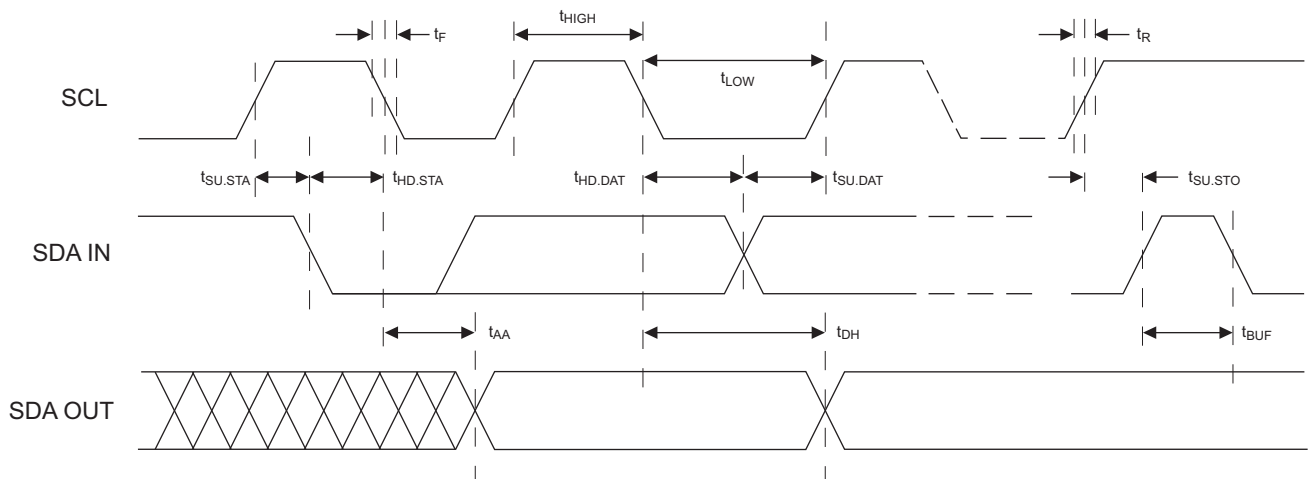 tF
tHIGH
tR
SCL
tLOW
tSU.STA
tHD.STA
tHD.DAT
tSU.DAT
tSU.STO
SDA IN
tAA
tDH
tBUF
SDA OUT